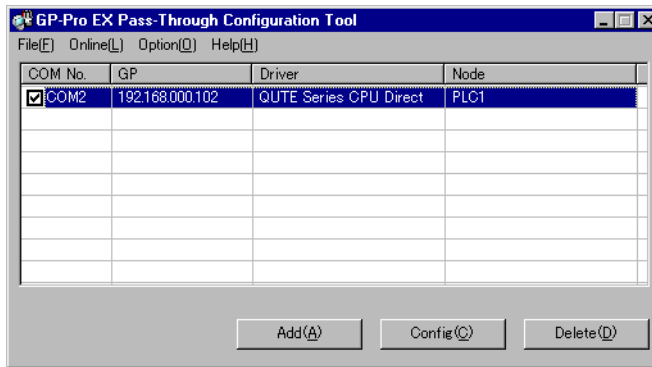 GP-Pro EX Pass-Through Configuration Tool
File(F) Online(L) Option(O) Help(H)
COM No. GP Driver Node
COM2 192.168.000.102 QUTE Series CPU Direct PLC1
Add(A) Config(C) Delete(D)